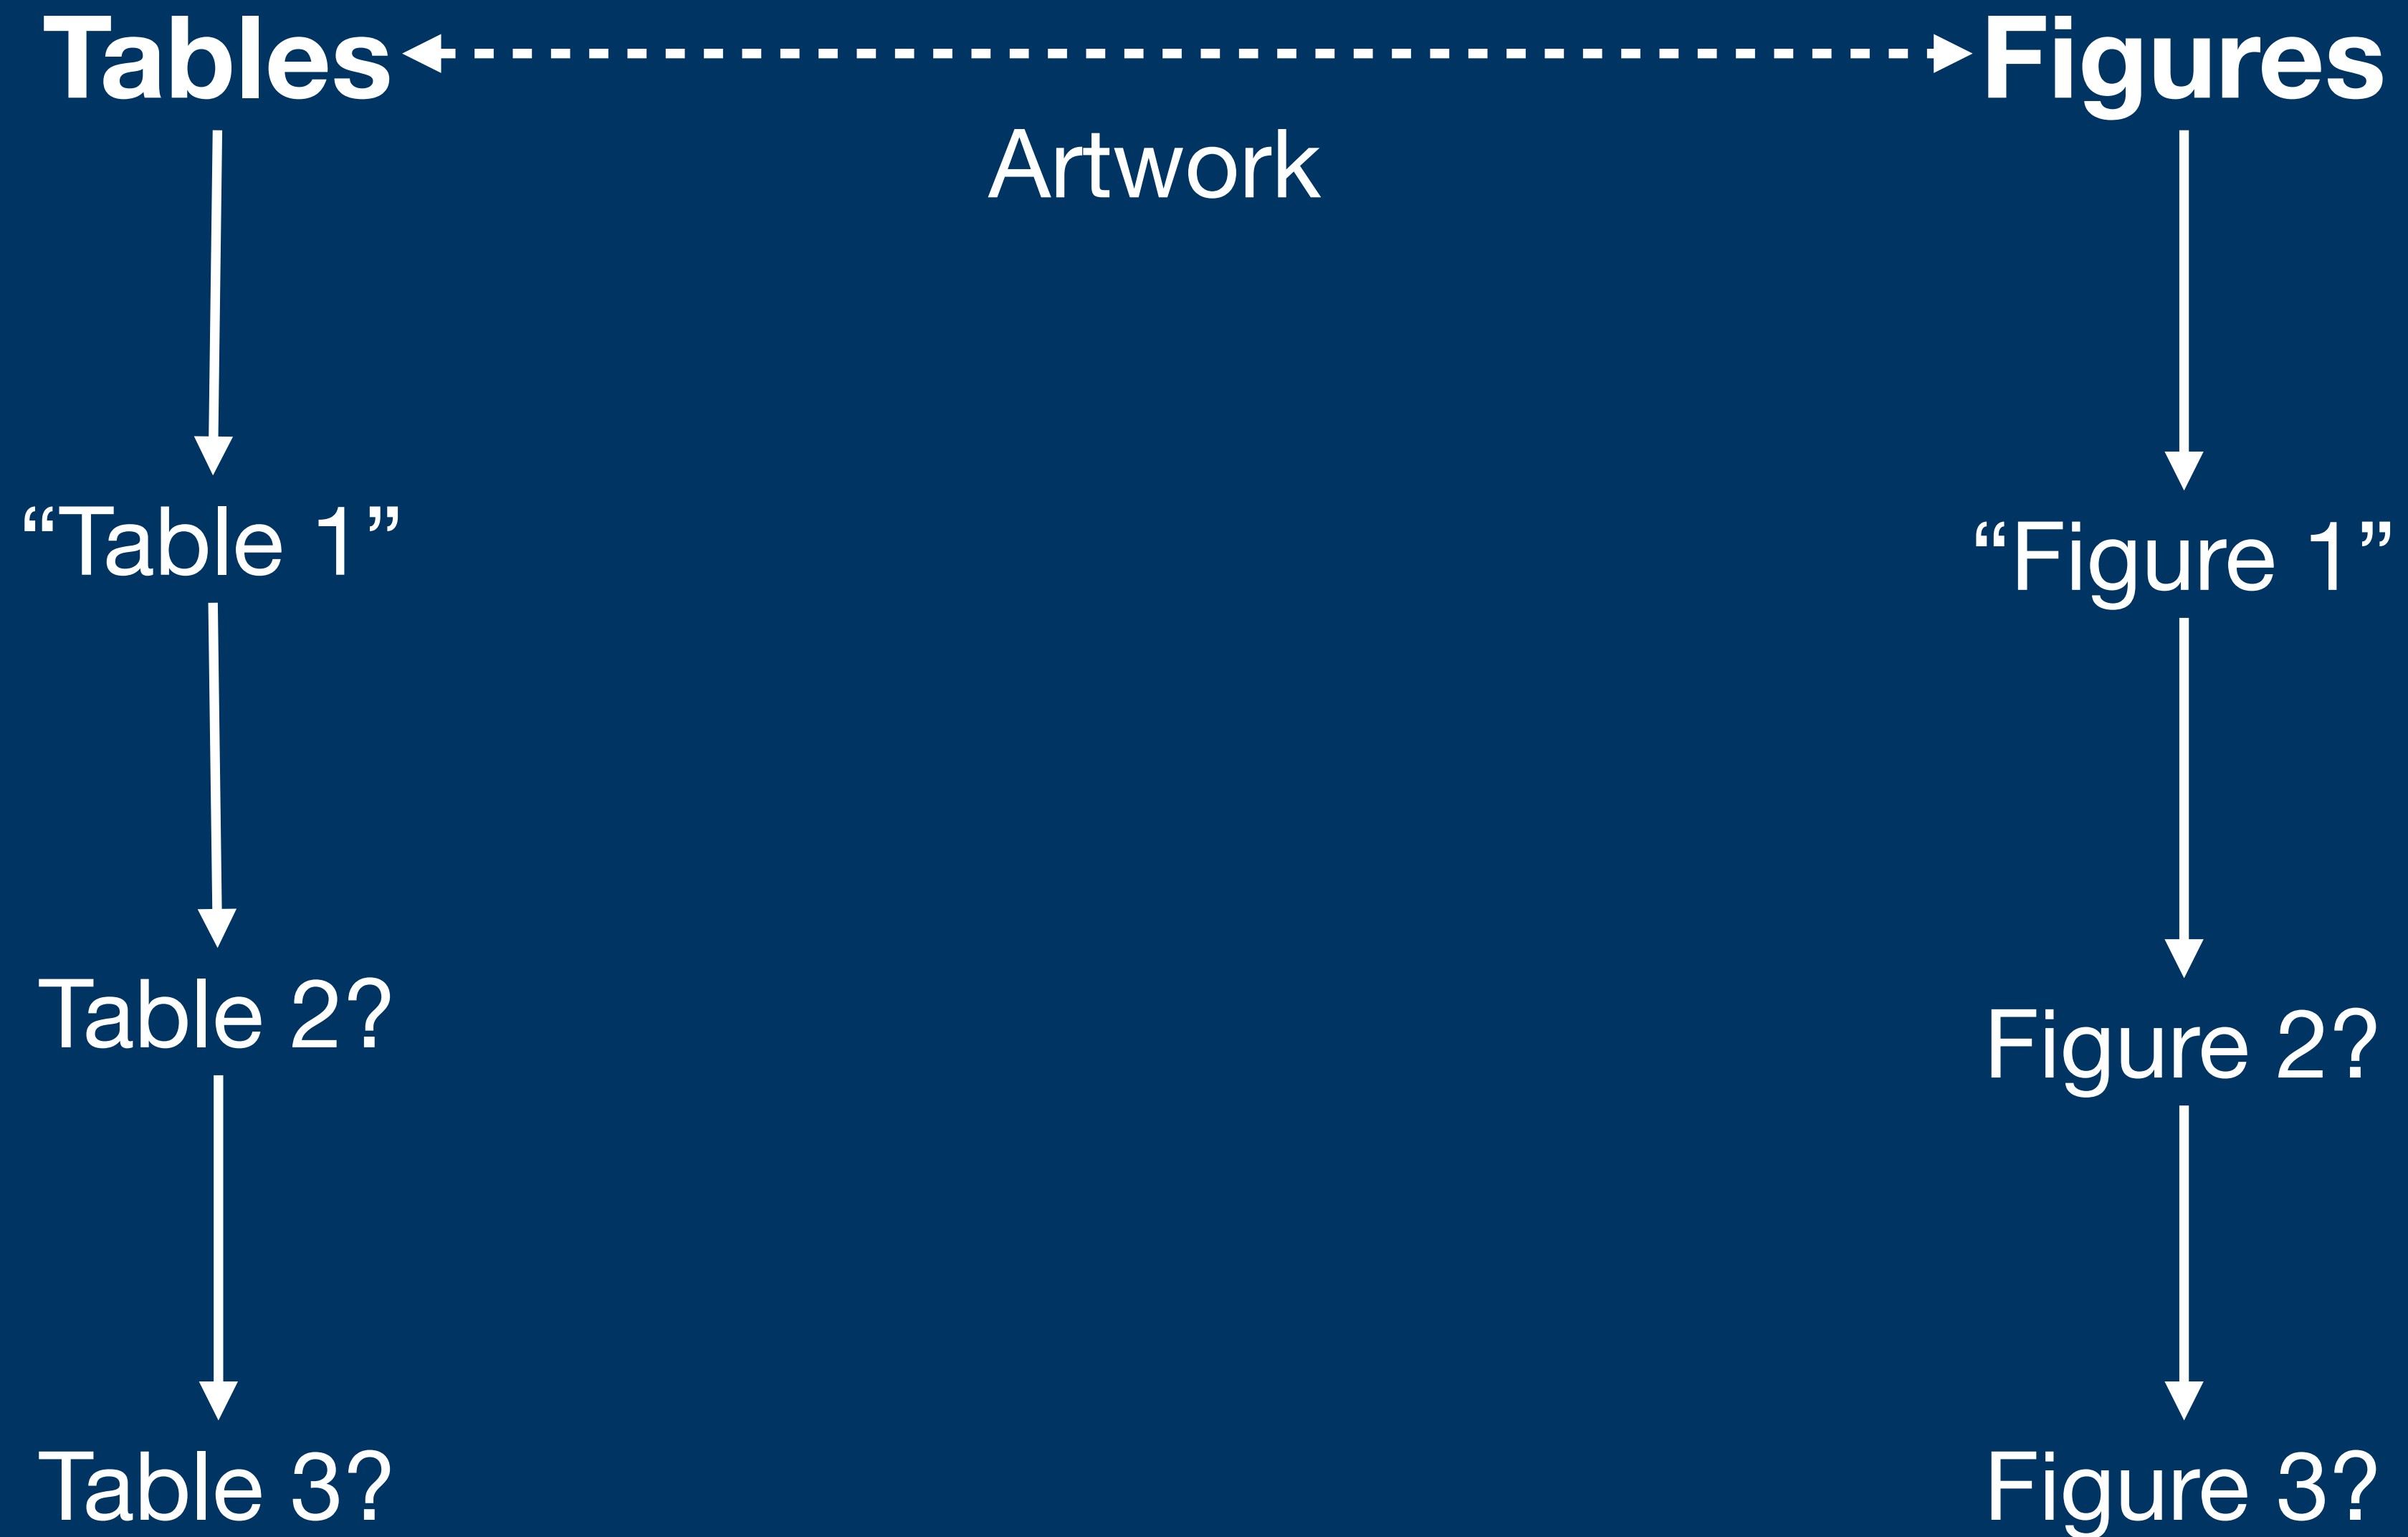 Tables
Figures
Artwork
“Table 1”
“Figure 1”
Table 2?
Figure 2?
Table 3?
Figure 3?